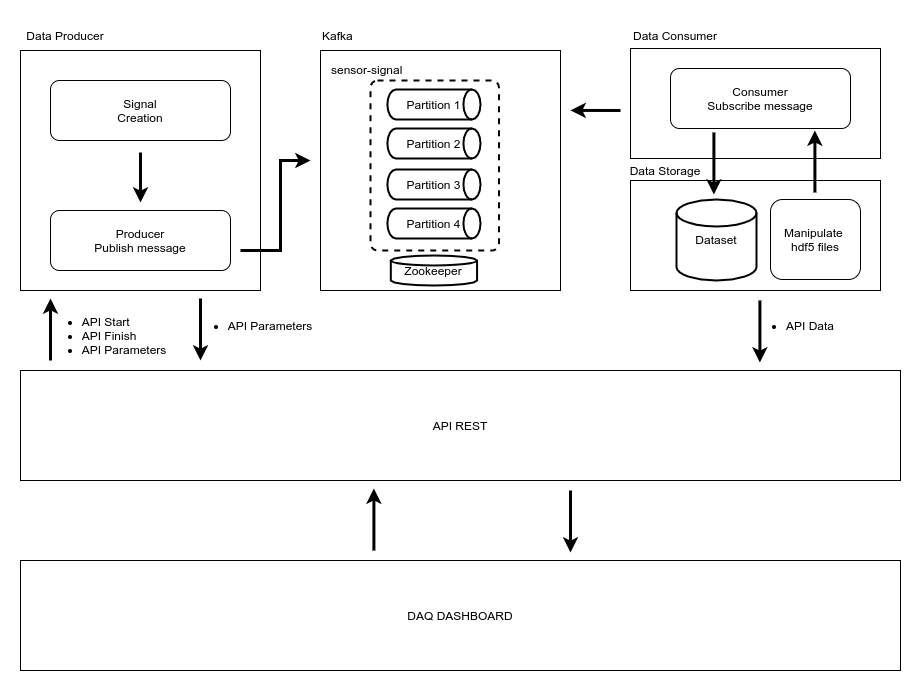 Data Producer
Signal
Creation
Producer
Publish message
Kafka
sensor-signal
Partition 1
Partition 2
Partition 3
Partition 4
Zookeeper
Data Consumer
Consumer
Subscribe message
Data Storage
Dataset
Manipulate
hdf5 files
• API Start
• API Finish
• API Parameters
• API Parameters
• API Data
API REST
DAQ DASHBOARD